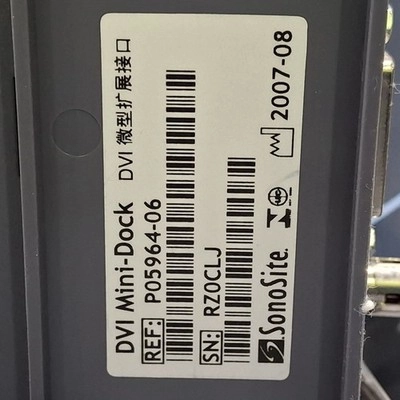 DVI Mini-Dock DVI 微型扩展接口
REF: P05964-06
SN: RZ0CLJ
SonoSite. 2007-08